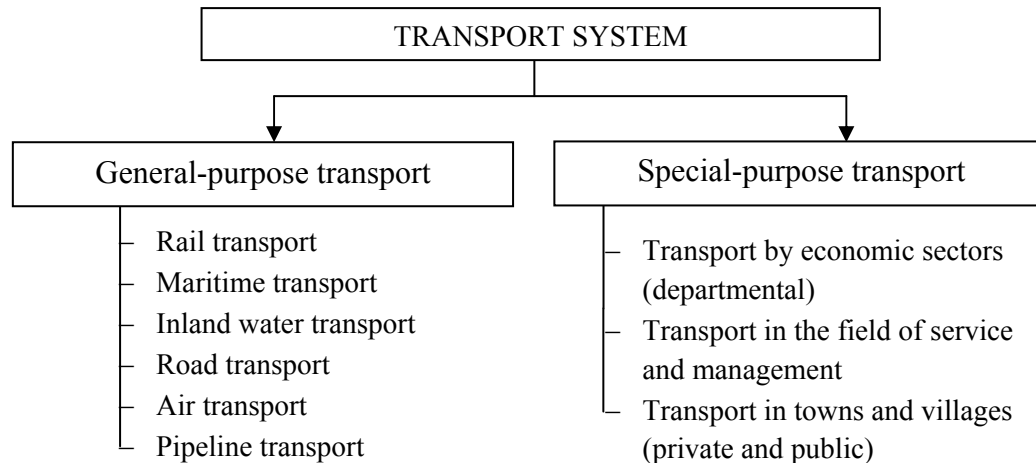 TRANSPORT SYSTEM
General-purpose transport
– Rail transport
– Maritime transport
– Inland water transport
– Road transport
– Air transport
– Pipeline transport
Special-purpose transport
– Transport by economic sectors
(departmental)
– Transport in the field of service
and management
– Transport in towns and villages
(private and public)